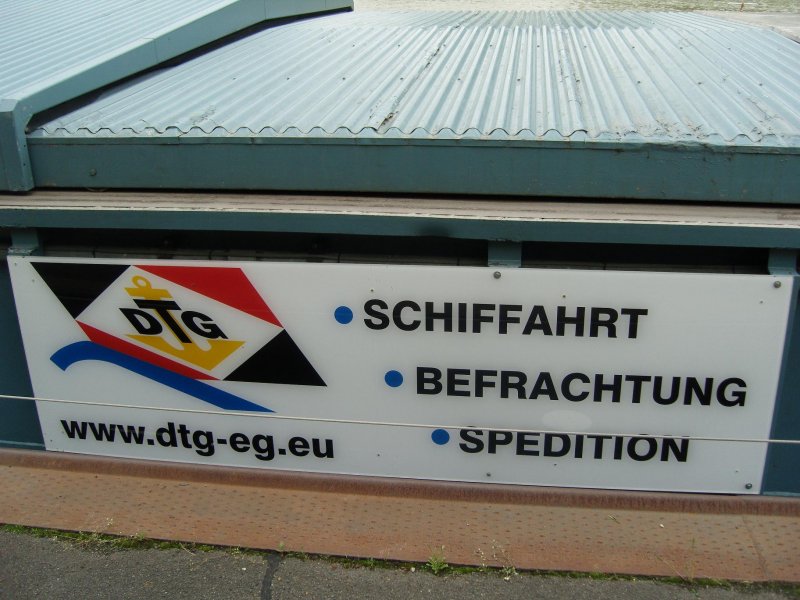 DTG
SCHIFFAHRT
BEFRACHTUNG
SPEDITION
www.dtg-eg.eu